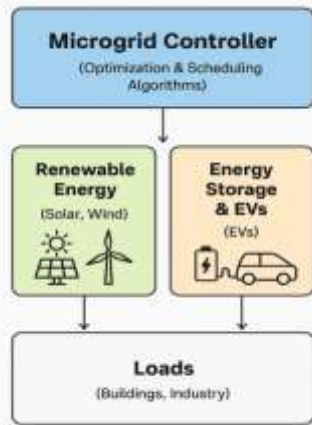 Microgrid Controller
(Optimization & Scheduling
Algorithms)
Renewable
Energy
(Solar, Wind)
Energy
Storage
& EVs
(EVs)
Loads
(Buildings, Industry)